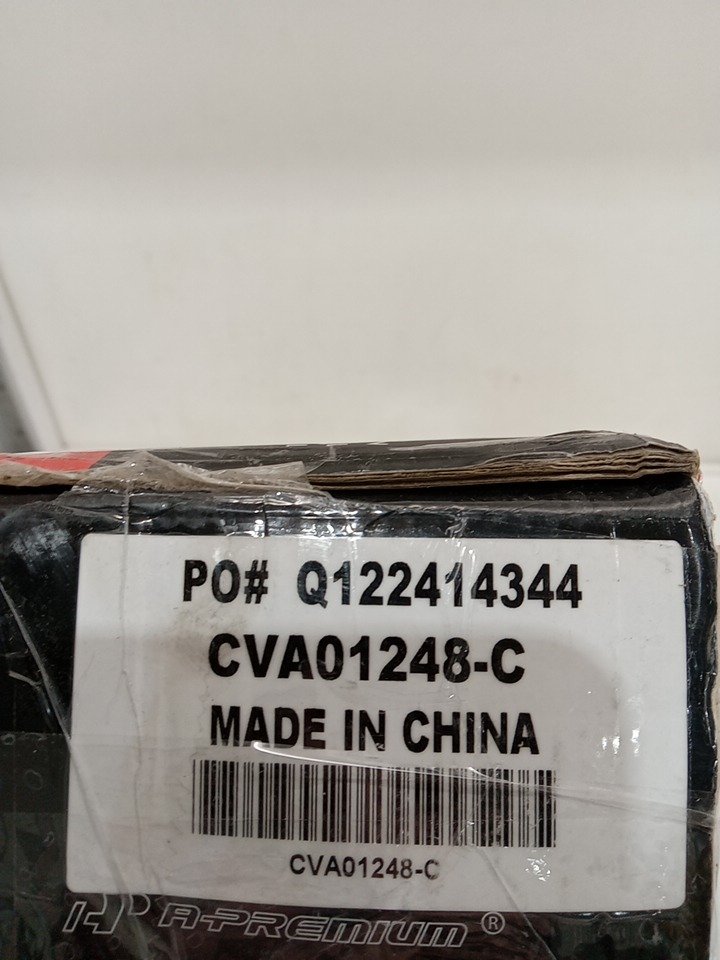 PO# Q122414344
CVA01248-C
MADE IN CHINA
CVA01248-C
A-PREMIUM®